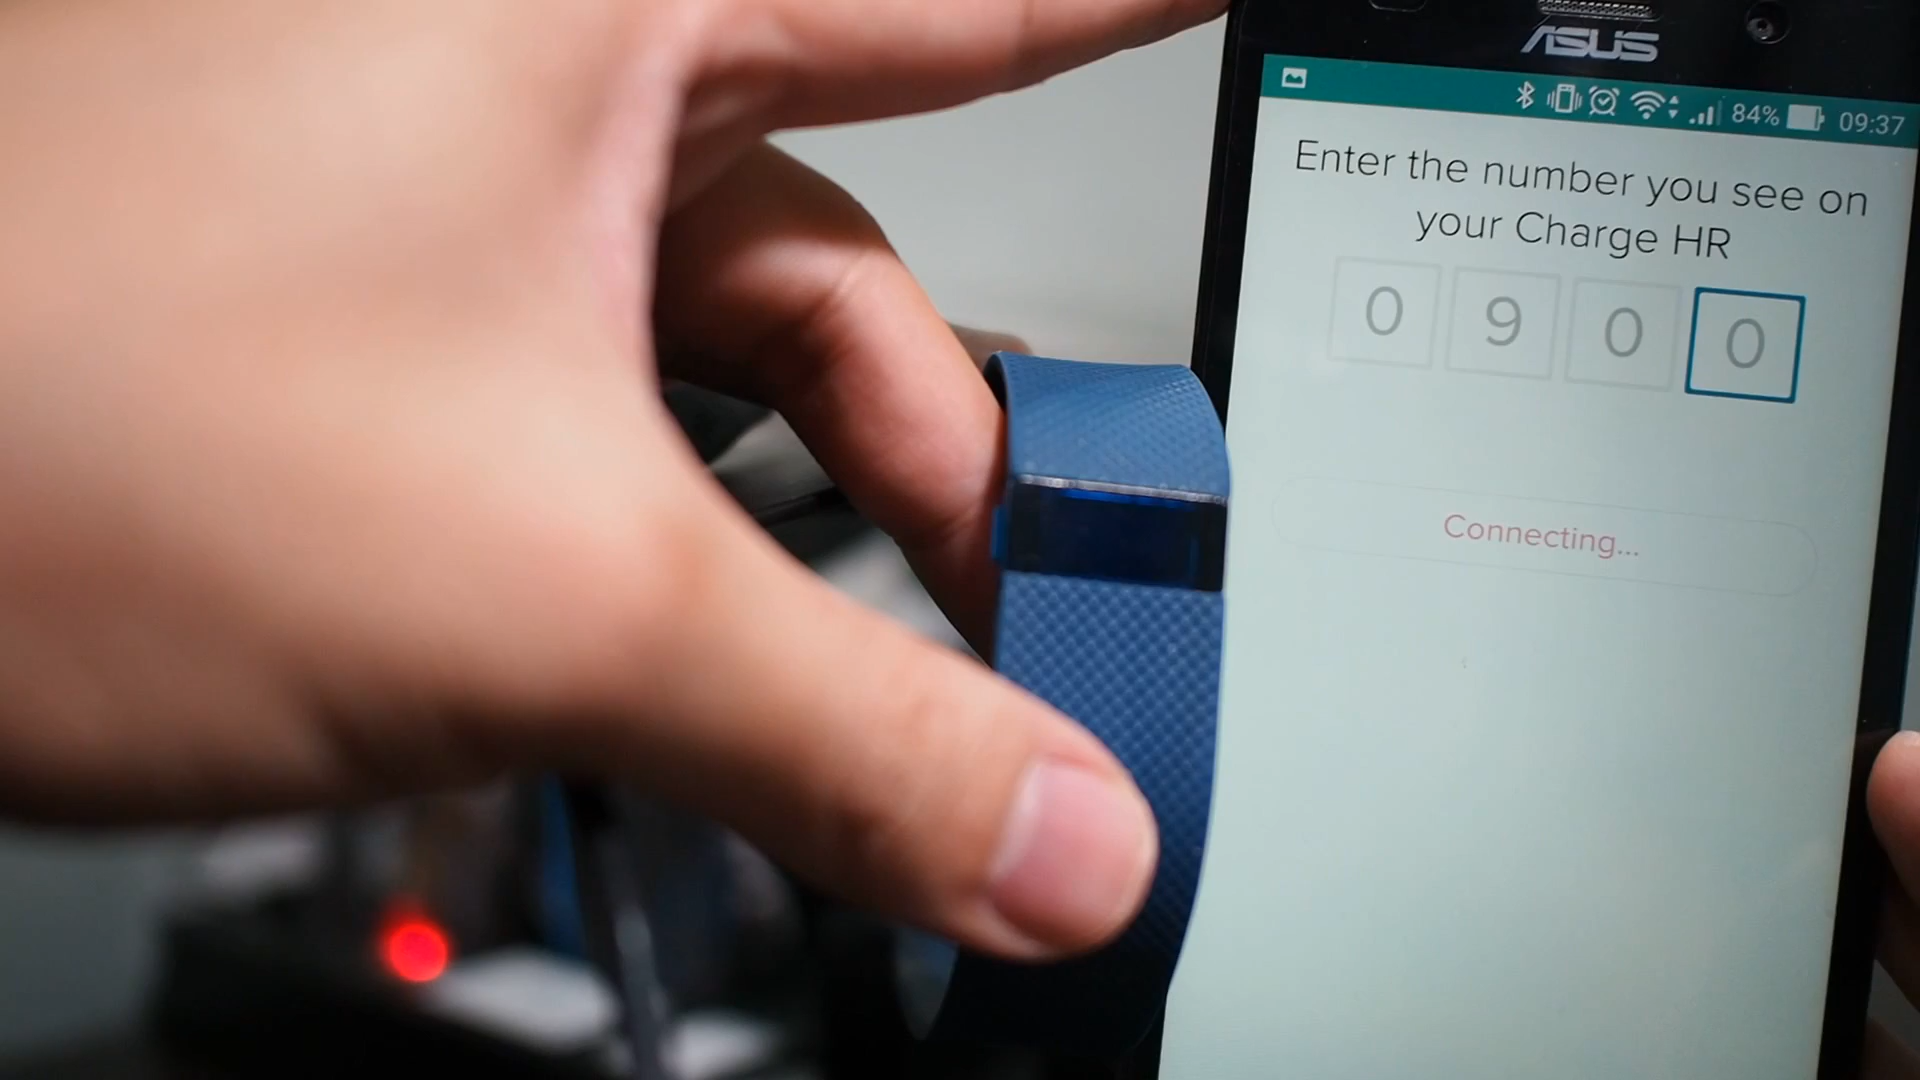 ASUS
84% 09:37
Enter the number you see on
your Charge HR
0 9 0 0
Connecting...